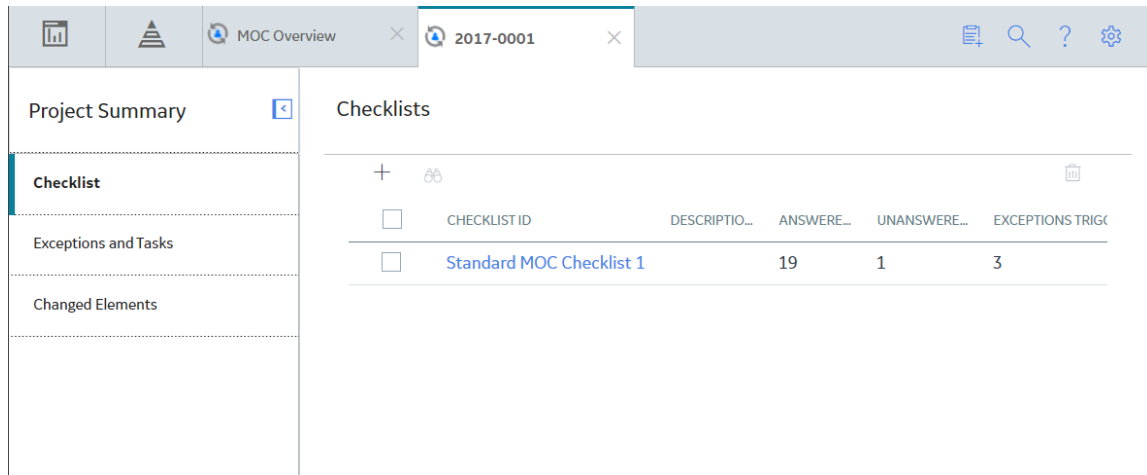 MOC Overview
2017-0001
Project Summary
Checklist
Exceptions and Tasks
Changed Elements
Checklists
CHECKLIST ID DESCRIPTIO... ANSWERE... UNANSWERE... EXCEPTIONS TRIGG
Standard MOC Checklist 1 19 1 3